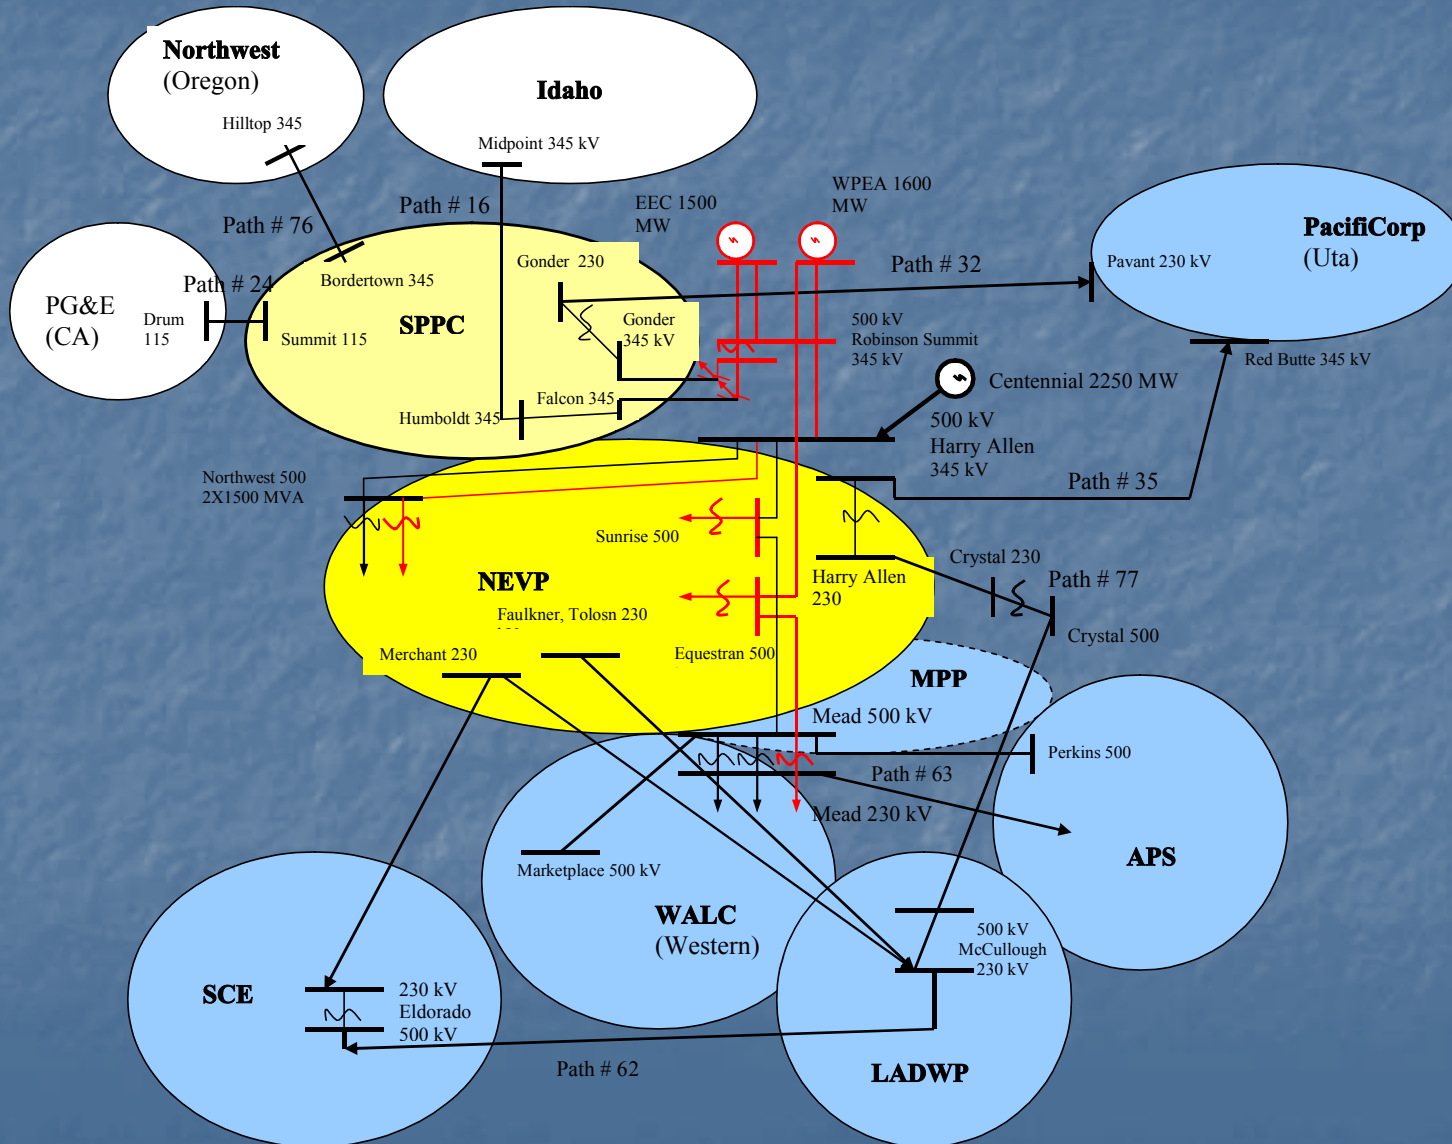 Northwest
(Oregon)
Hilltop 345
Idaho
Midpoint 345 kV
Path # 76
Path # 16
EEC 1500
MW
WPEA 1600
MW
PacifiCorp
(Uta)
Pavant 230 kV
Path # 32
Red Butte 345 kV
Path # 24
PG&E
(CA)
Drum
115
Summit 115
Bordertown 345
SPPC
Gonder 230
Gonder
345 kV
Falcon 345
Humboldt 345
500 kV
Robinson Summit
345 kV
Centennial 2250 MW
500 kV
Harry Allen
345 kV
Path # 35
Northwest 500
2X1500 MVA
Sunrise 500
NEVP
Faulkner, Tolosn 230
Merchant 230
Equestran 500
Harry Allen
230
Crystal 230
Path # 77
Crystal 500
MPP
Mead 500 kV
Perkins 500
Path # 63
Mead 230 kV
APS
Marketplace 500 kV
WALC
(Western)
500 kV
McCullough
230 kV
SCE
230 kV
Eldorado
500 kV
Path # 62
LADWP